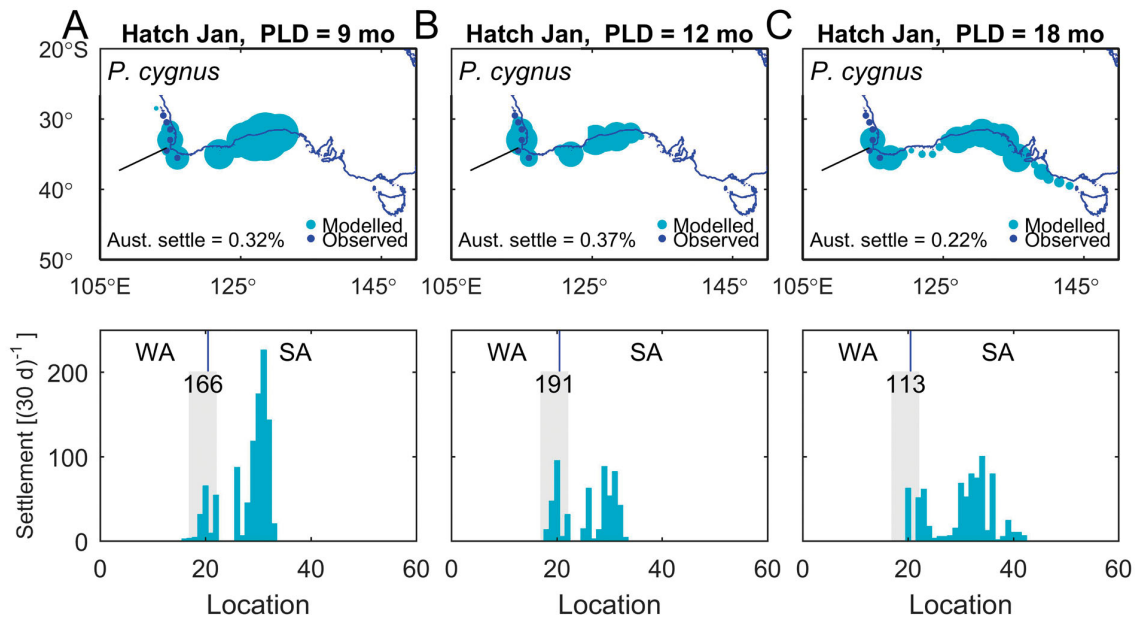 A
Hatch Jan, PLD = 9 mo
B
Hatch Jan, PLD = 12 mo
C
Hatch Jan, PLD = 18 mo
20°S
30°
40°
50°
P. cygnus
Modelled
Observed
Aust. settle = 0.32%
P. cygnus
Modelled
Observed
Aust. settle = 0.37%
P. cygnus
Modelled
Observed
Aust. settle = 0.22%
105°E 125° 145°
105°E 125° 145°
105°E 125° 145°
Settlement [(30 d)⁻¹ ]
200
100
0
WA SA
166
WA SA
191
WA SA
113
0 20 40 60
0 20 40 60
0 20 40 60
Location
Location
Location